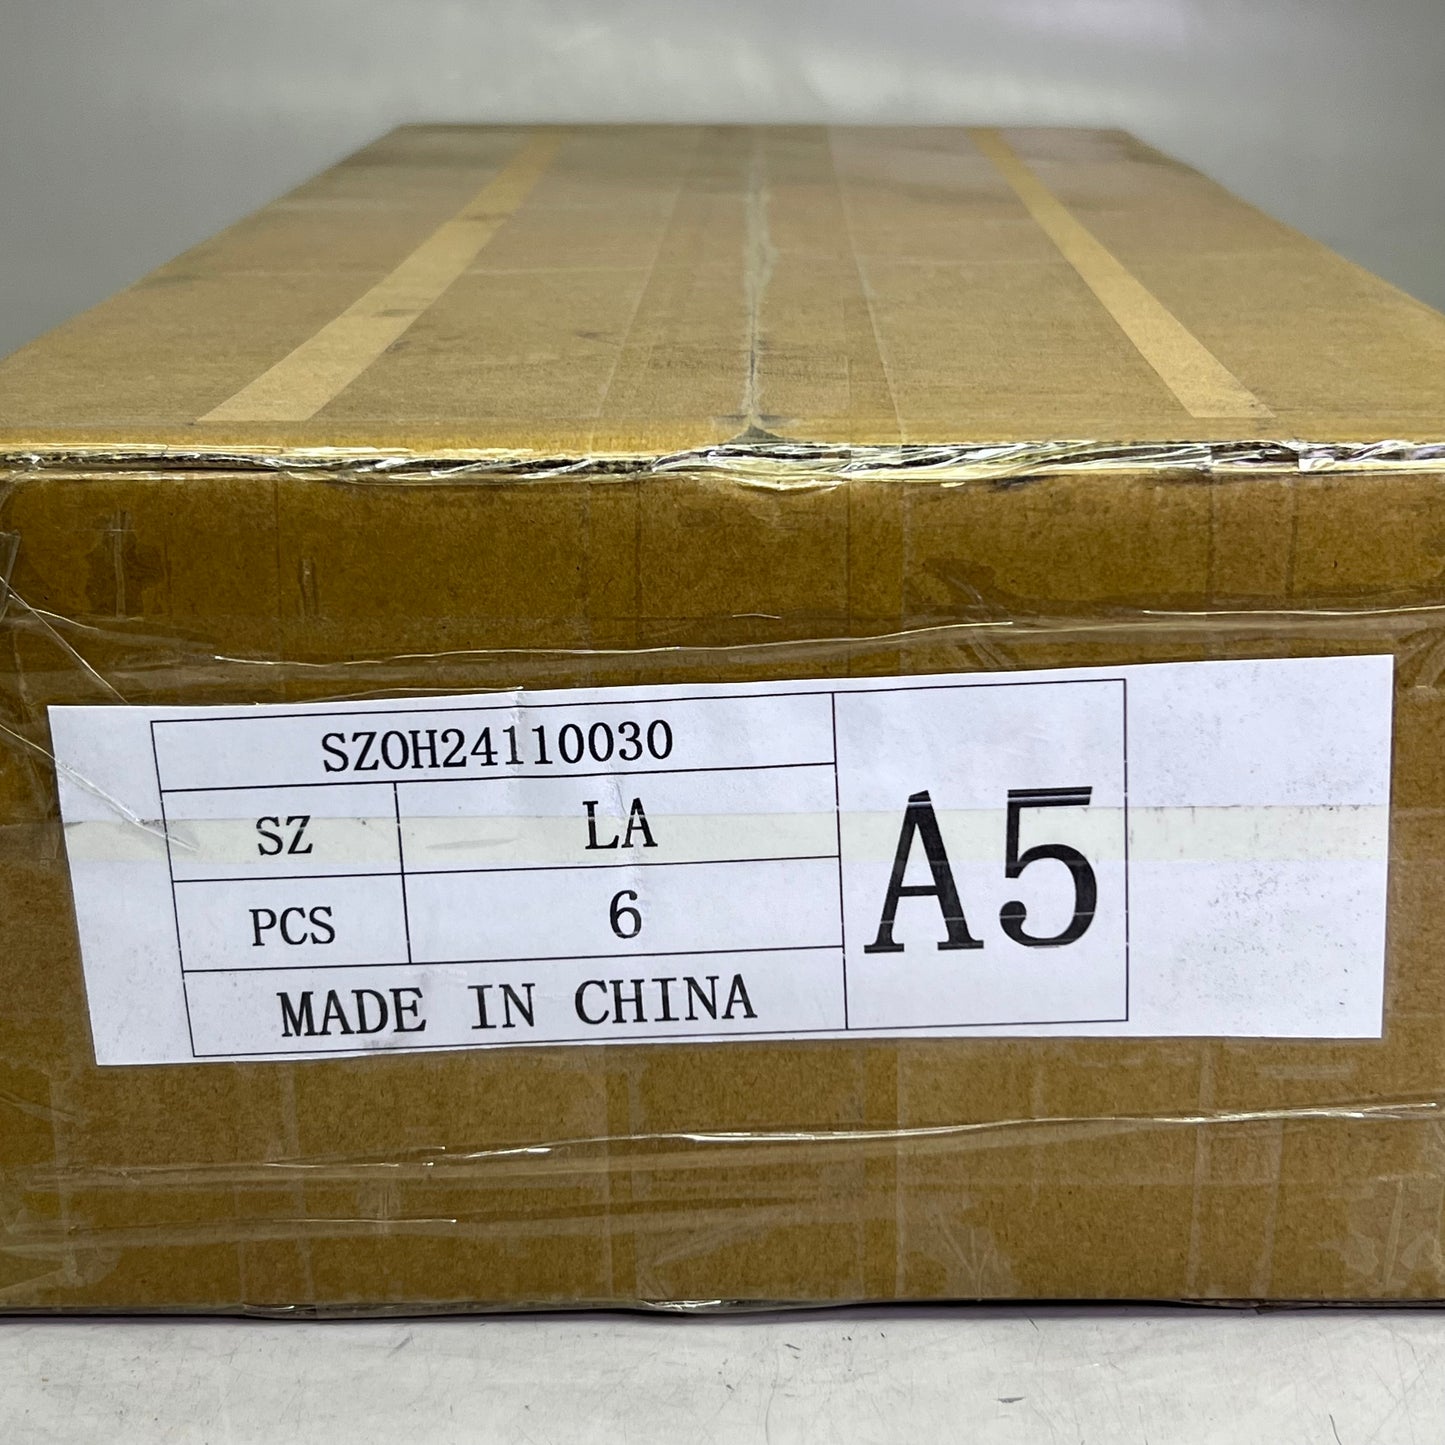 SZOH24110030
SZ LA
PCS 6
MADE IN CHINA
A5